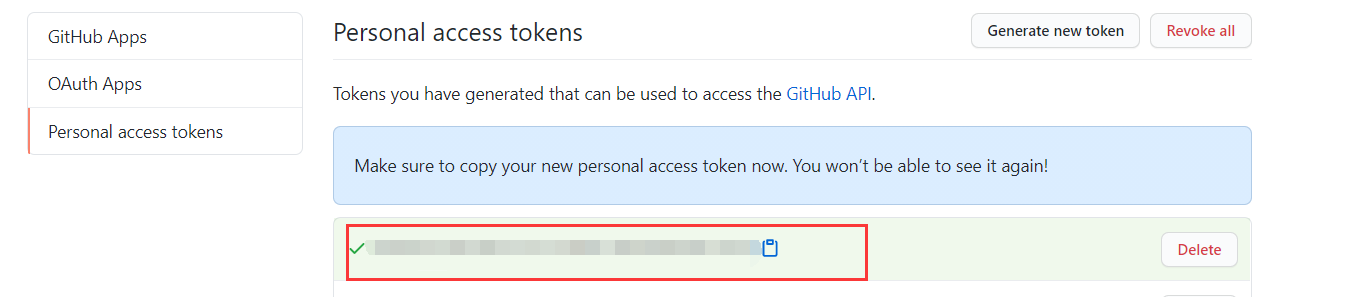 GitHub Apps
OAuth Apps
Personal access tokens
Personal access tokens
Generate new token
Revoke all
Tokens you have generated that can be used to access the GitHub API.
Make sure to copy your new personal access token now. You won't be able to see it again!
Delete